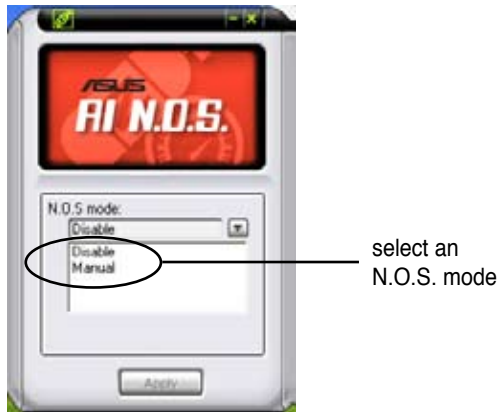 ASUS
AI N.O.S.
N.O.S mode:
Disable
Disable
Manual
select an
N.O.S. mode
Apply